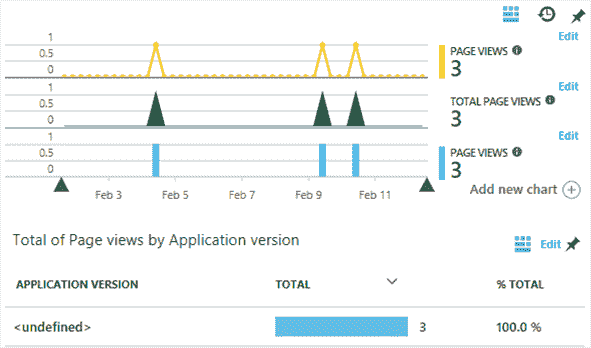 Edit
1
0.5
0
PAGE VIEWS
3
Edit
1
0.5
0
TOTAL PAGE VIEWS
3
Edit
1
0.5
0
PAGE VIEWS
3
Feb 3 Feb 5 Feb 7 Feb 9 Feb 11
Add new chart
Total of Page views by Application version
Edit
APPLICATION VERSION TOTAL % TOTAL
<undefined> 3 100.0 %